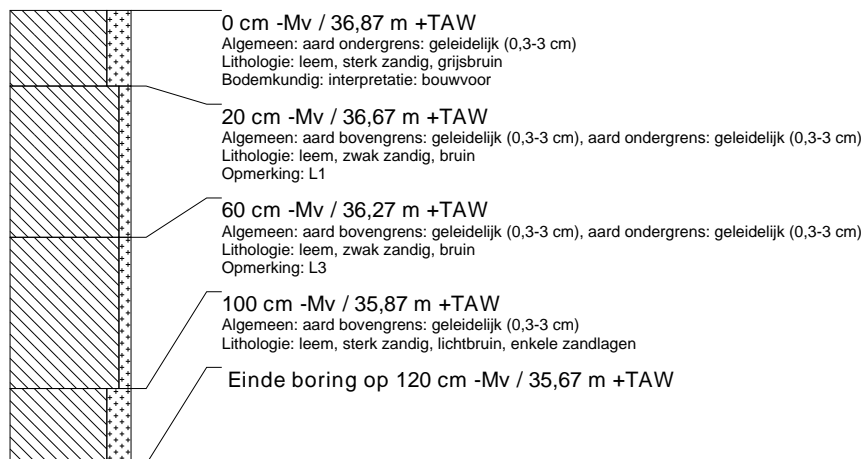 0 cm -Mv / 36,87 m +TAW
Algemeen: aard ondergrens: geleidelijk (0,3-3 cm)
Lithologie: leem, sterk zandig, grijsbruin
Bodemkundig: interpretatie: bouwvoor
20 cm -Mv / 36,67 m +TAW
Algemeen: aard bovengrens: geleidelijk (0,3-3 cm), aard ondergrens: geleidelijk (0,3-3 cm)
Lithologie: leem, zwak zandig, bruin
Opmerking: L1
60 cm -Mv / 36,27 m +TAW
Algemeen: aard bovengrens: geleidelijk (0,3-3 cm), aard ondergrens: geleidelijk (0,3-3 cm)
Lithologie: leem, zwak zandig, bruin
Opmerking: L3
100 cm -Mv / 35,87 m +TAW
Algemeen: aard bovengrens: geleidelijk (0,3-3 cm)
Lithologie: leem, sterk zandig, lichtbruin, enkele zandlagen
Einde boring op 120 cm -Mv / 35,67 m +TAW